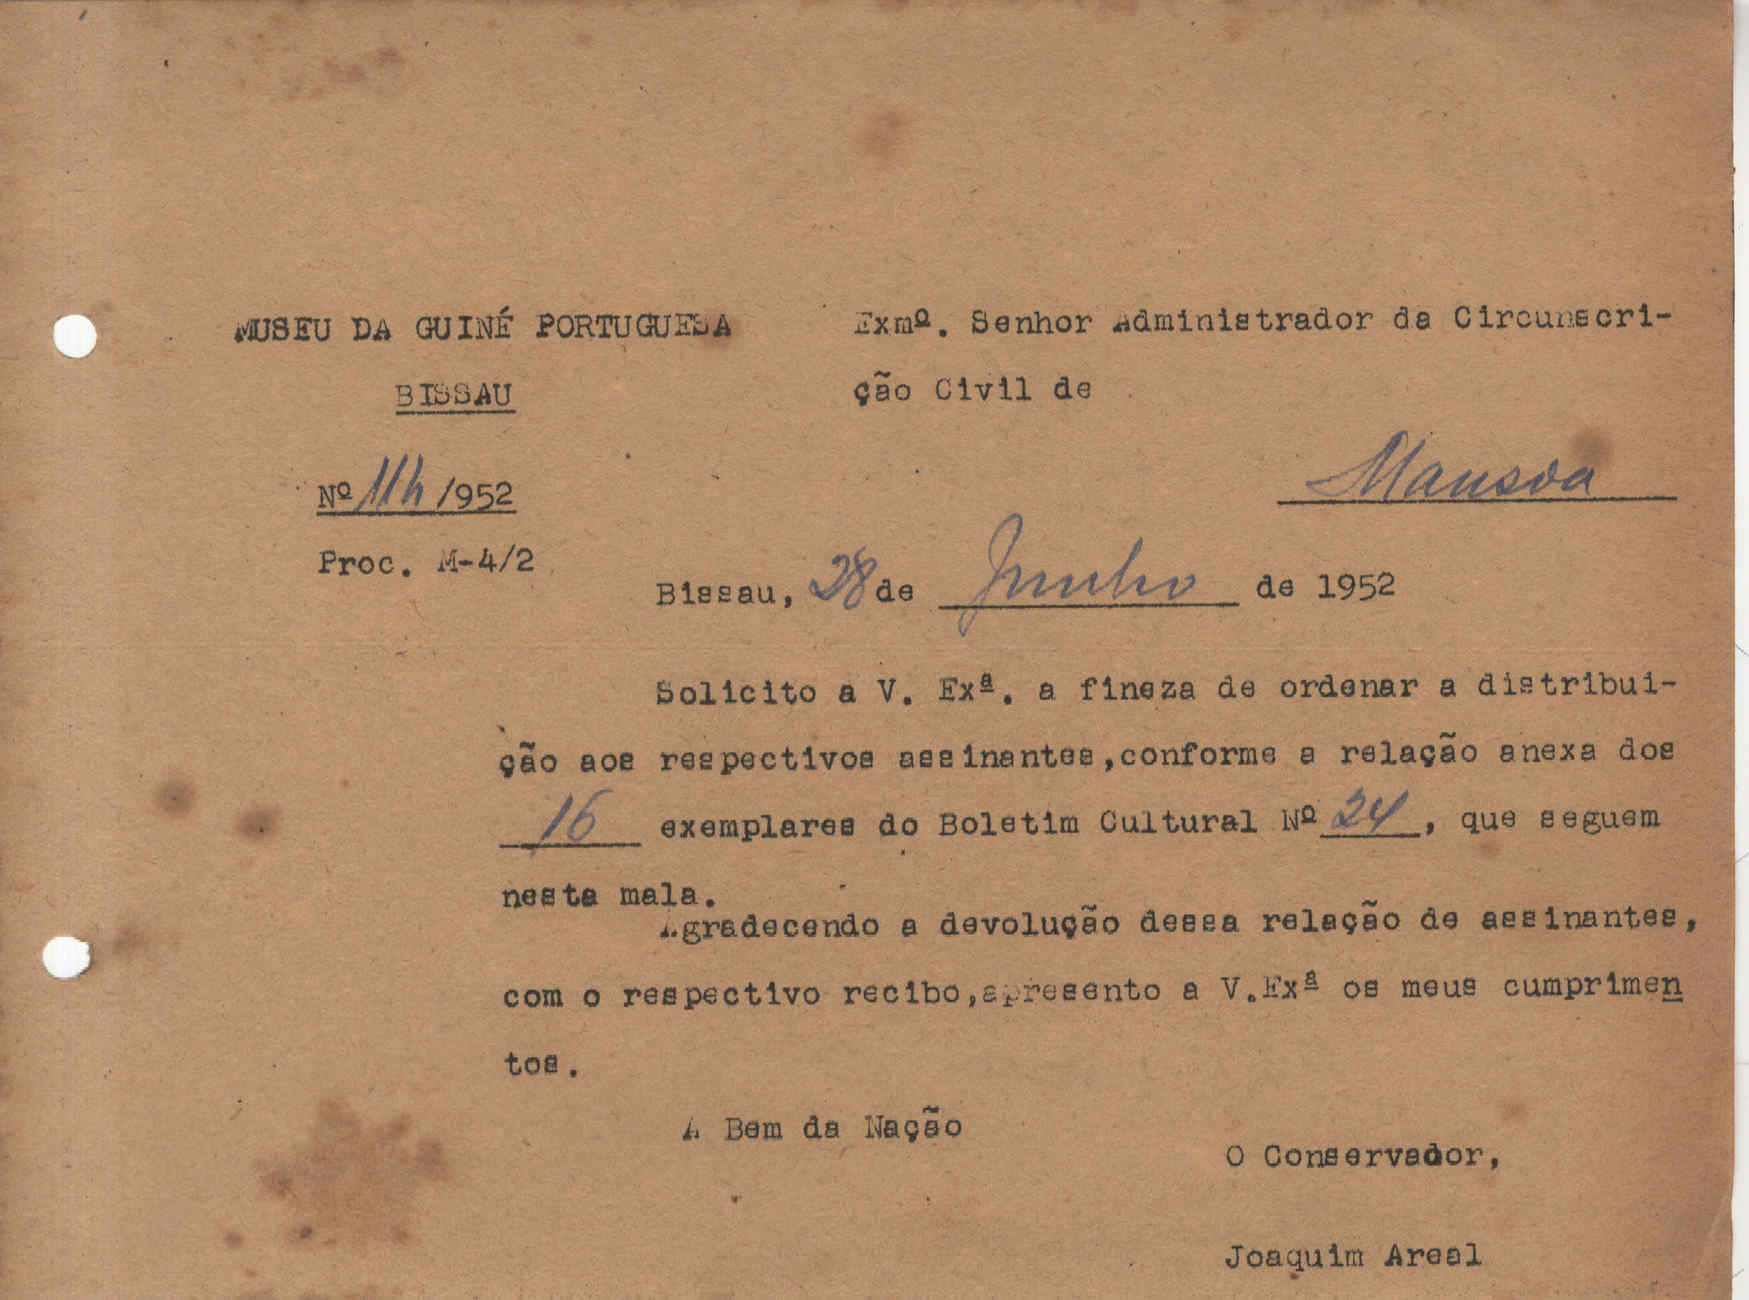 MUSEU DA GUINÉ PORTUGUESA
BISSAU
Nº 114/952
Proc. M-4/2
Exmº. Senhor Administrador da Circunscri-
ção Civil de
Mansoa
Bissau, 28 de Junho de 1952
Solicito a V. Exª. a fineza de ordenar a distribui-
ção aos respectivos assinantes,conforme a relação anexa dos
16 exemplares do Boletim Cultural Nº 24, que seguem
nesta mala.
Agradecendo a devolução dessa relação de assinantes,
com o respectivo recibo,apresento a V.Exª os meus cumprimen
tos.
A Bem da Nação
O Conservador,
Joaquim Areal